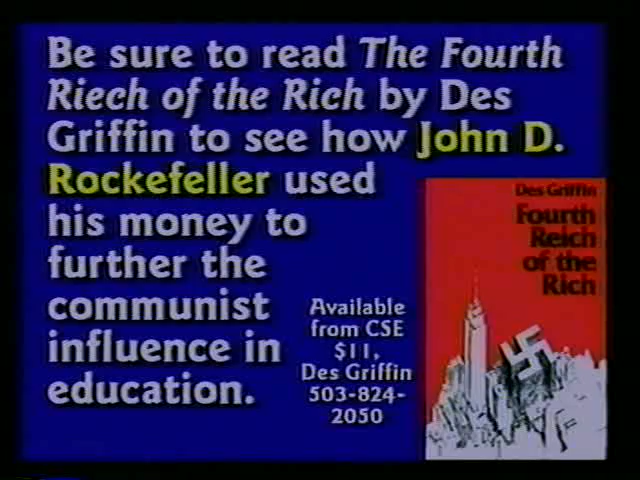 Be sure to read The Fourth
Riech of the Rich by Des
Griffin to see how John D.
Rockefeller used
his money to
further the
communist
influence in
education.
Available
from CSE
$11,
Des Griffin
503-824-
2050
Des Griffin
Fourth
Reich
of the
Rich